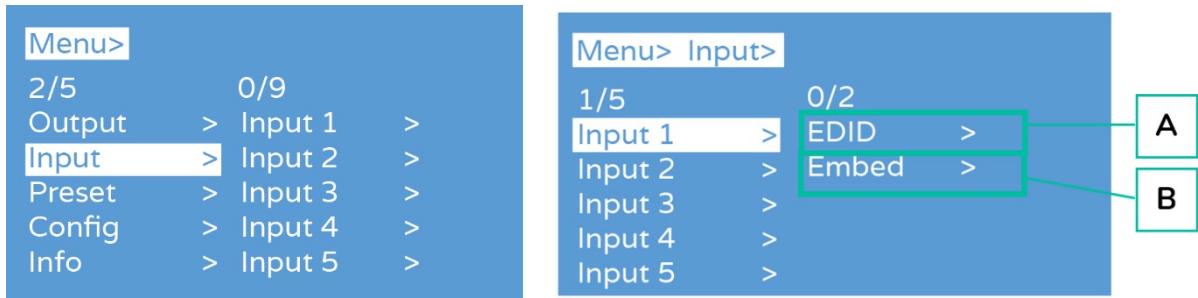 Menu>
2/5 0/9
Output > Input 1 >
Input > Input 2 >
Preset > Input 3 >
Config > Input 4 >
Info > Input 5 >
Menu> Input>
1/5 0/2
Input 1 > EDID >
Input 2 > Embed >
Input 3 >
Input 4 >
Input 5 >
A
B